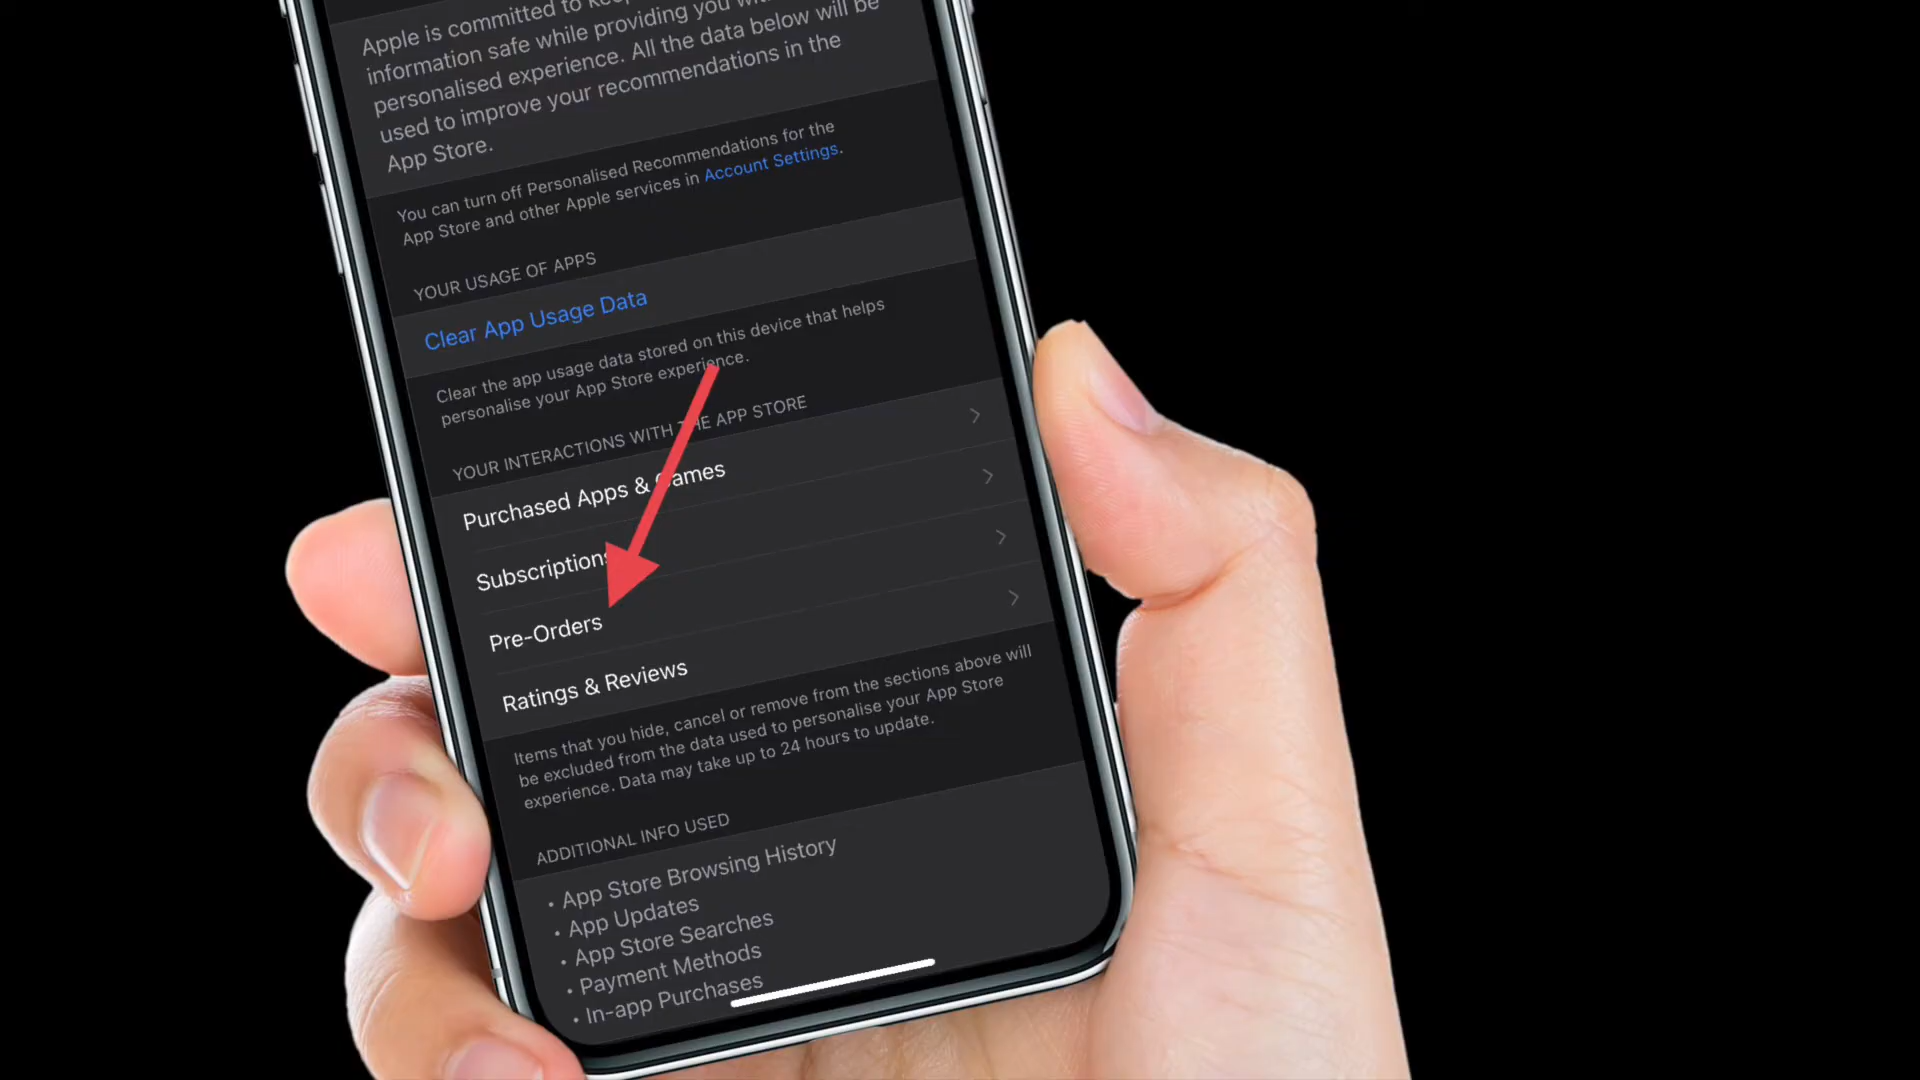 Apple is committed to
information safe while providing you
personalised experience. All the data below will be
used to improve your recommendations in the
App Store.
You can turn off Personalised Recommendations for the
App Store and other Apple services in Account Settings.
YOUR USAGE OF APPS
Clear App Usage Data
Clear the app usage data stored on this device that helps
personalise your App Store experience.
YOUR INTERACTIONS WITH THE APP STORE
Purchased Apps & Games
Subscriptions
Pre-Orders
Ratings & Reviews
Items that you hide, cancel or remove from the sections above will
be excluded from the data used to personalise your App Store
experience. Data may take up to 24 hours to update.
ADDITIONAL INFO USED
• App Store Browsing History
• App Updates
• App Store Searches
• Payment Methods
• In-app Purchases